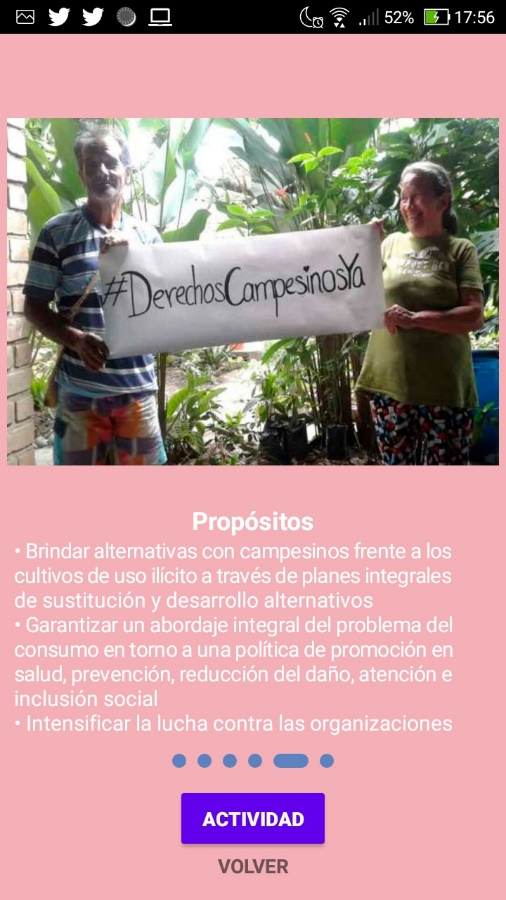 52% 17:56
#DerechosCampesinosYa
Propósitos
• Brindar alternativas con campesinos frente a los
cultivos de uso ilícito a través de planes integrales
de sustitución y desarrollo alternativos
• Garantizar un abordaje integral del problema del
consumo en torno a una política de promoción en
salud, prevención, reducción del daño, atención e
inclusión social
• Intensificar la lucha contra las organizaciones
ACTIVIDAD
VOLVER